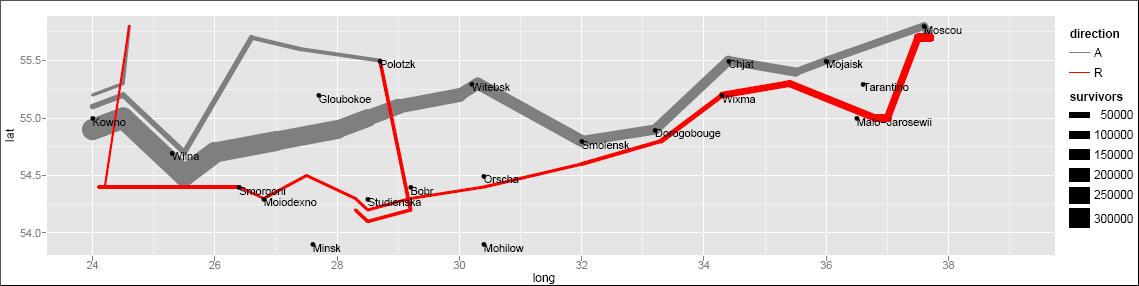 direction
A
R
survivors
50000
100000
150000
200000
250000
300000
lat
55.5
55.0
54.5
54.0
Moscou
Polotzk
Chjat
Mojaisk
Witebsk
Tarantino
Gloubokoe
Wixma
Kowno
Malo-Jarosewii
Dorogobouge
Smolensk
Wilna
Orscha
Smorgoni
Bobr
Moiodexno
Studienska
Minsk
Mohilow
24
26
28
30
32
34
36
38
long